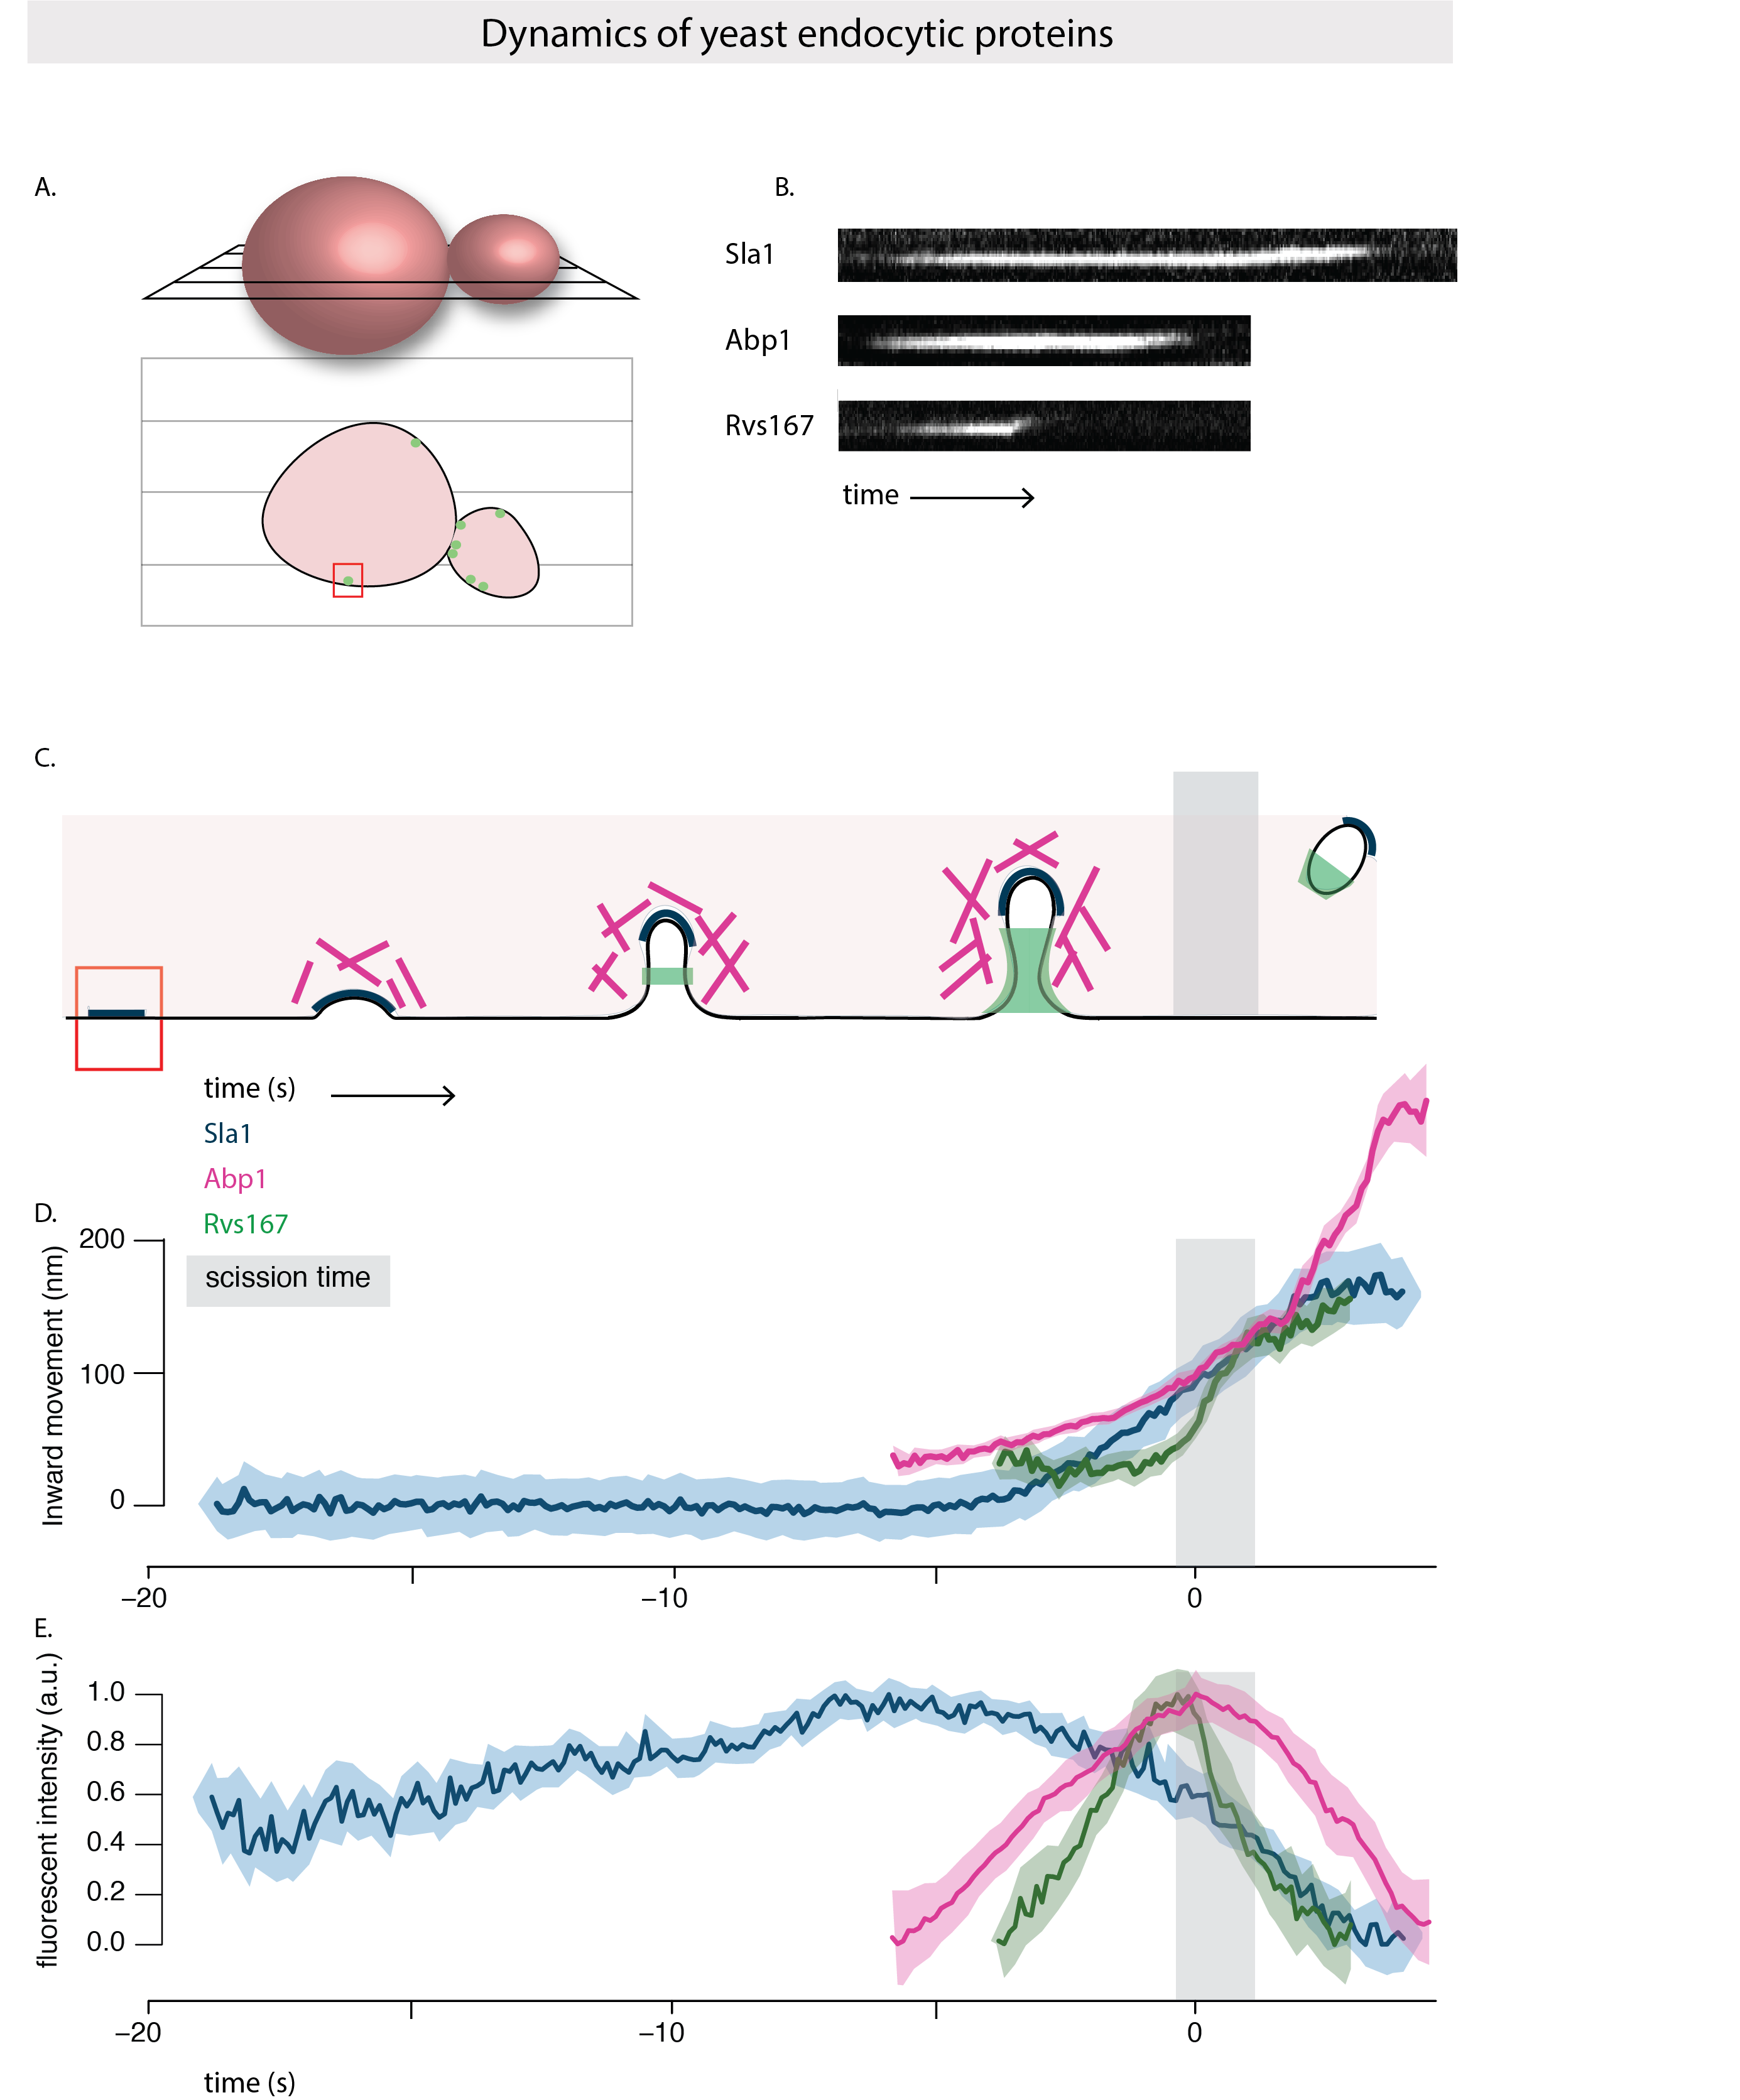 Dynamics of yeast endocytic proteins
A.
B.
Sla1
Abp1
Rvs167
time
C.
time (s)
Sla1
Abp1
Rvs167
scission time
D.
Inward movement (nm)
200
100
0
−20
−10
0
E.
fluorescent intensity (a.u.)
1.0
0.8
0.6
0.4
0.2
0.0
−20
−10
0
time (s)